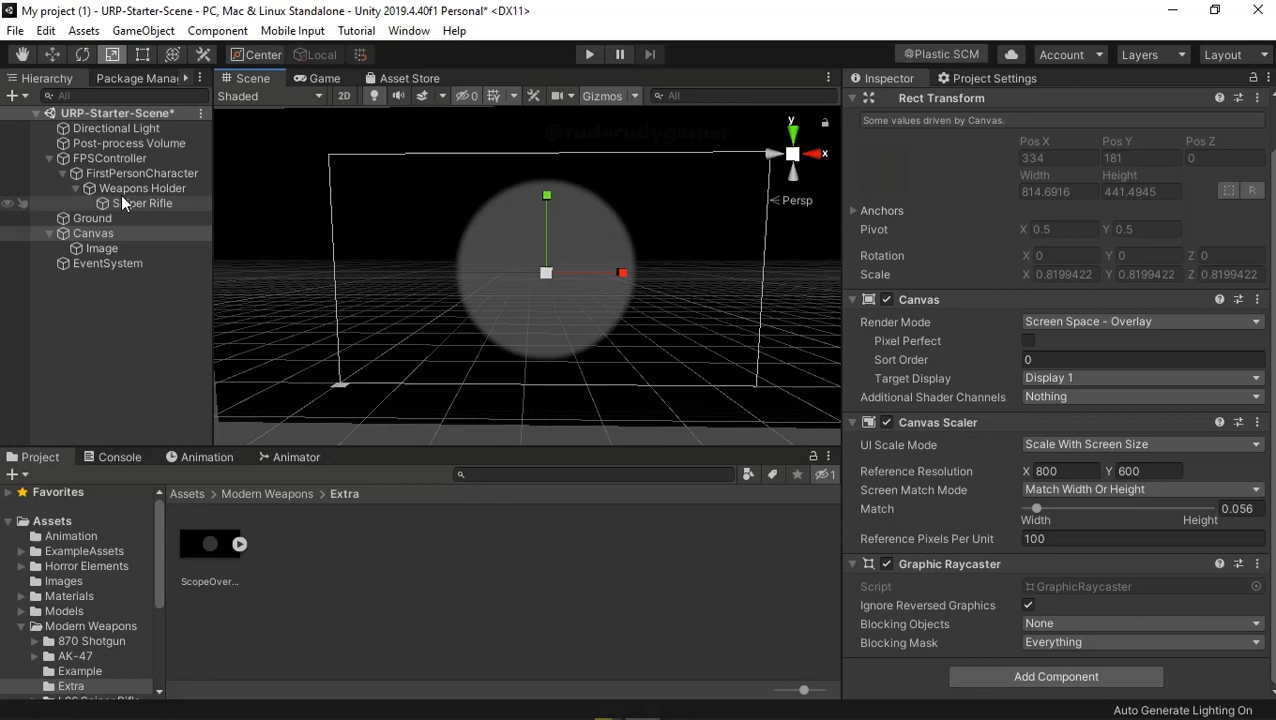 My project (1) - URP-Starter-Scene - PC, Mac & Linux Standalone - Unity 2019.4.40f1 Personal* <DX11>
File Edit Assets GameObject Component Mobile Input Tutorial Window Help
Center Local Plastic SCM Account Layers Layout
Hierarchy Package Mana Scene Game Asset Store Inspector Project Settings
All Shaded 2D 0 Gizmos All
URP-Starter-Scene*
Directional Light
Post-process Volume
FPSController
FirstPersonCharacter
Weapons Holder
Sniper Rifle
Ground
Canvas
Image
EventSystem
@ruderudygamer
y
x
Persp
Rect Transform
Some values driven by Canvas.
Pos X Pos Y Pos Z
334 181 0
Width Height
814.6916 441.4945 R
Anchors
Pivot X 0.5 Y 0.5
Rotation X 0 Y 0 Z 0
Scale X 0.8199422 Y 0.8199422 Z 0.8199422
Canvas
Render Mode Screen Space - Overlay
Pixel Perfect
Sort Order 0
Target Display Display 1
Additional Shader Channels Nothing
Canvas Scaler
UI Scale Mode Scale With Screen Size
Reference Resolution X 800 Y 600
Screen Match Mode Match Width Or Height
Match 0.056
Width Height
Reference Pixels Per Unit 100
Graphic Raycaster
Script GraphicRaycaster
Ignore Reversed Graphics
Blocking Objects None
Blocking Mask Everything
Add Component
Project Console Animation Animator
1
Favorites
Assets
Animation
ExampleAssets
Horror Elements
Images
Materials
Models
Modern Weapons
870 Shotgun
AK-47
Example
Extra
Assets Modern Weapons Extra
ScopeOver...
Auto Generate Lighting On